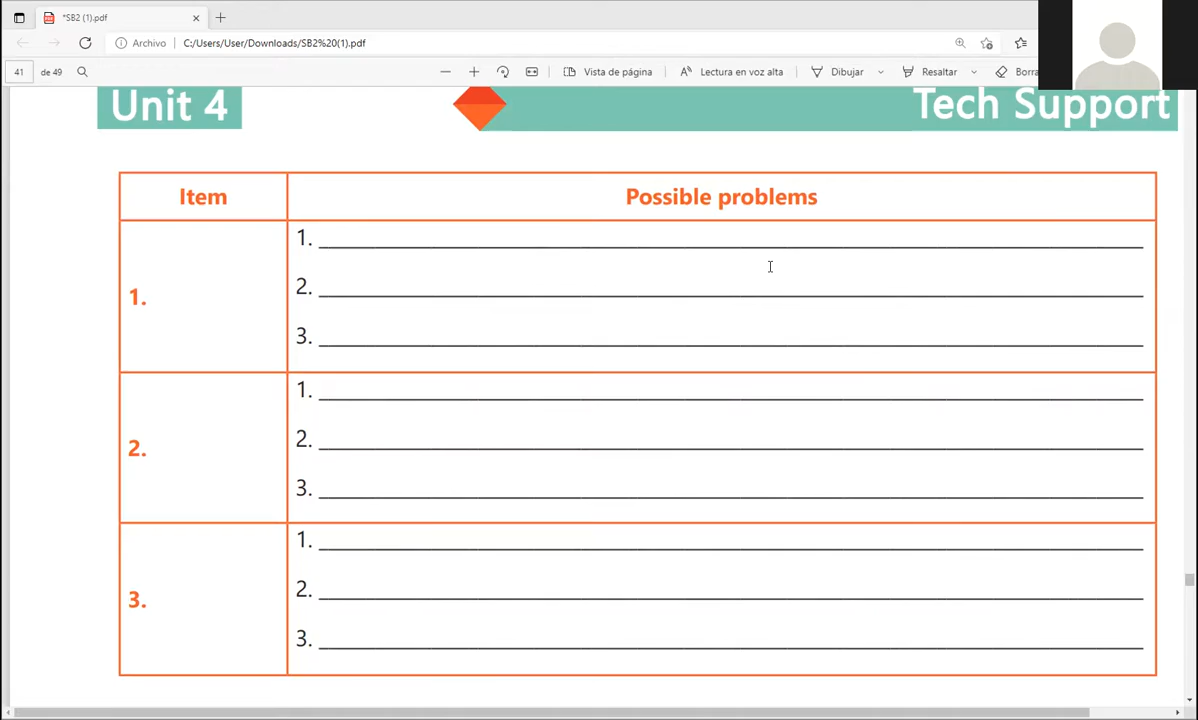 *SB2 (1).pdf
Archivo C:/Users/User/Downloads/SB2%20(1).pdf
41 de 49 Vista de página Lectura en voz alta Dibujar Resaltar Borra
Unit 4 Tech Support
Item Possible problems
1.
1.
2.
3.
2.
1.
2.
3.
3.
1.
2.
3.